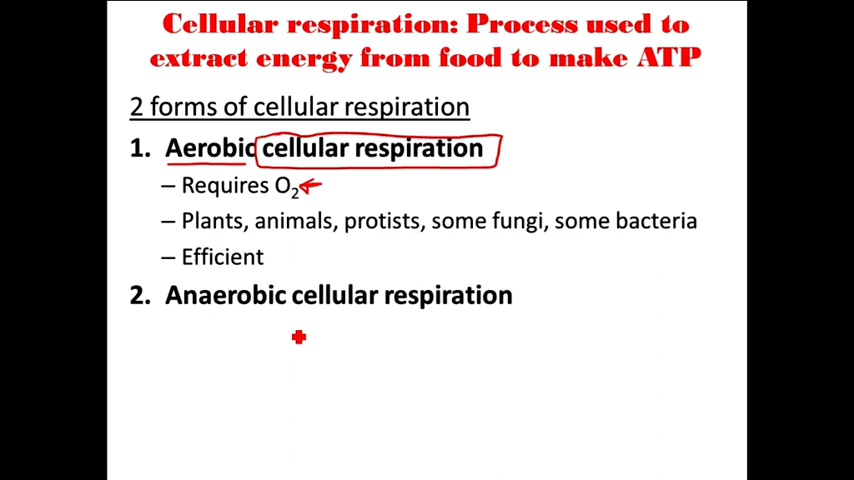 Cellular respiration: Process used to
extract energy from food to make ATP
2 forms of cellular respiration
1. Aerobic cellular respiration
– Requires O₂
– Plants, animals, protists, some fungi, some bacteria
– Efficient
2. Anaerobic cellular respiration